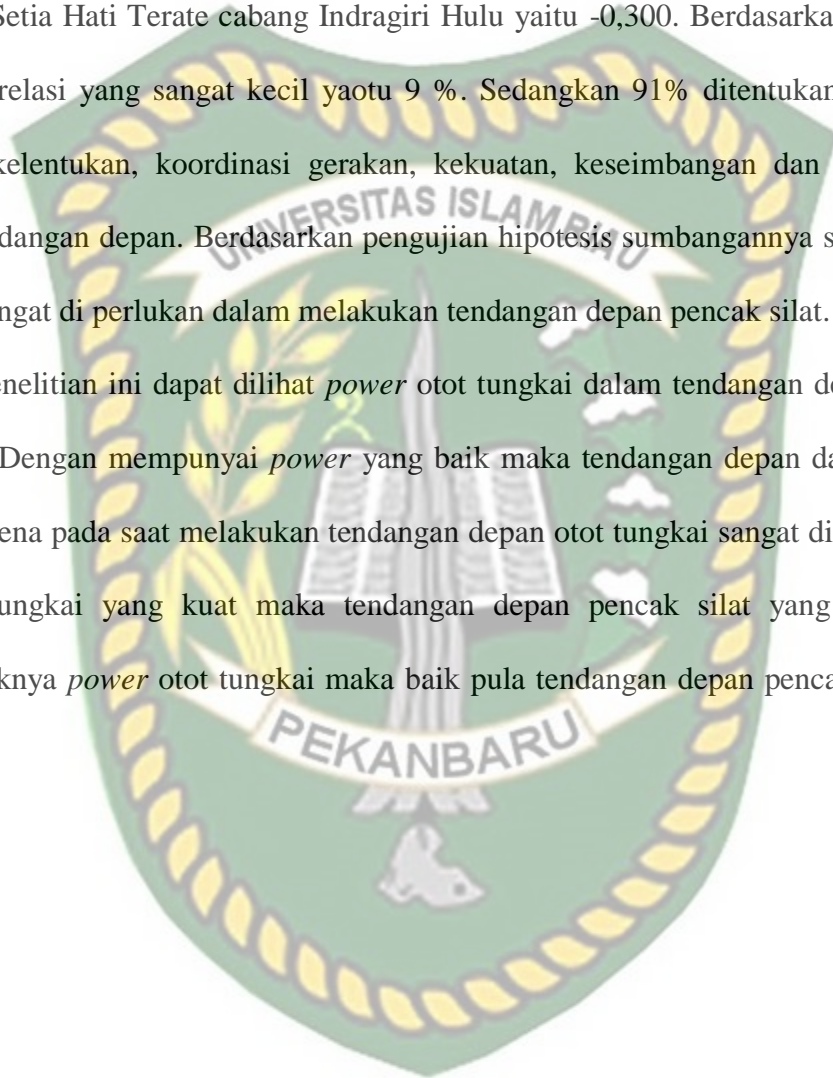 Setia Hati Terate cabang Indragiri Hulu yaitu -0,300. Berdasarka
relasi yang sangat kecil yaotu 9 %. Sedangkan 91% ditentukan
kelentukan, koordinasi gerakan, kekuatan, keseimbangan dan
UNIVERSITAS ISLAM RIAU
dangan depan. Berdasarkan pengujian hipotesis sumbangannya s
ngat di perlukan dalam melakukan tendangan depan pencak silat.
enelitian ini dapat dilihat power otot tungkai dalam tendangan de
Dengan mempunyai power yang baik maka tendangan depan da
ena pada saat melakukan tendangan depan otot tungkai sangat di
ungkai yang kuat maka tendangan depan pencak silat yang
knya power otot tungkai maka baik pula tendangan depan penca
PEKANBARU